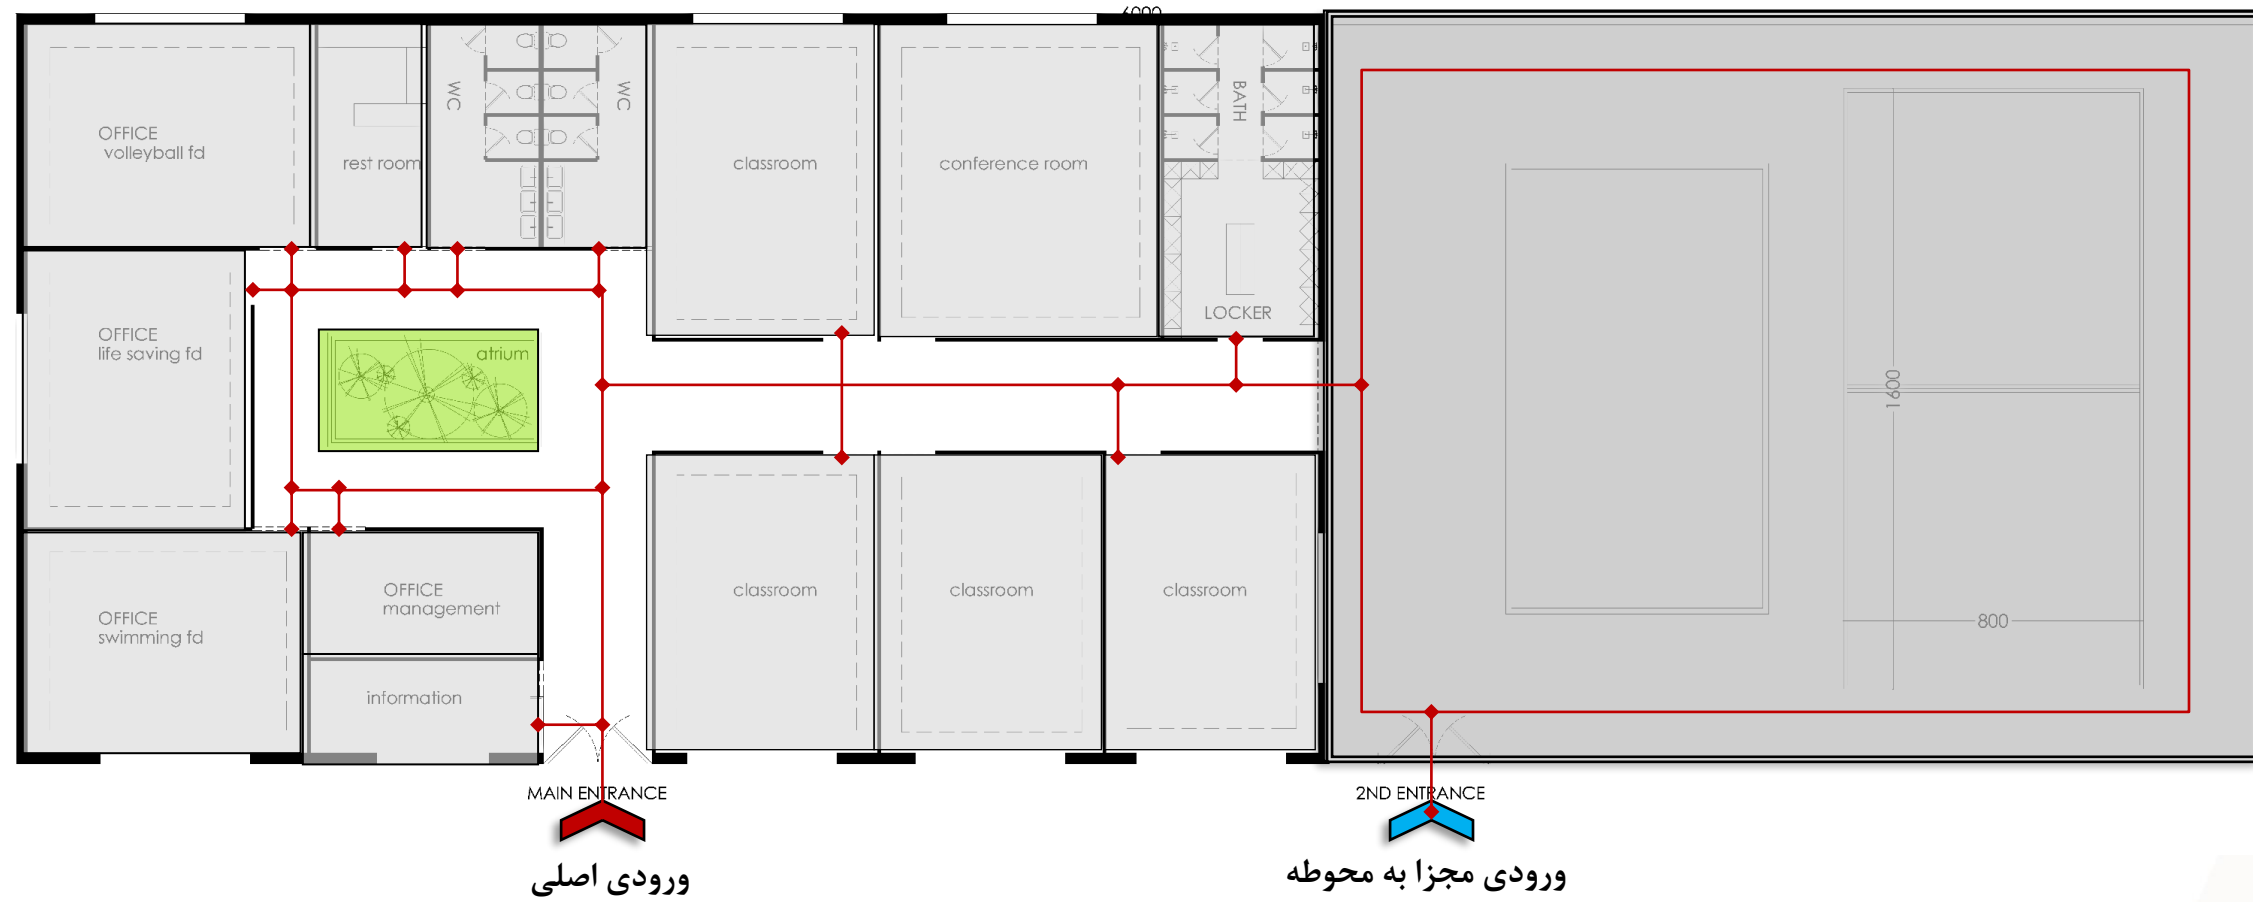 6000
OFFICE
volleyball fd
rest room
WC
WC
classroom
conference room
BATH
LOCKER
OFFICE
life saving fd
atrium
1600
800
OFFICE
swimming fd
OFFICE
management
information
classroom
classroom
classroom
MAIN ENTRANCE
2ND ENTRANCE
ورودی اصلی
ورودی مجزا به محوطه